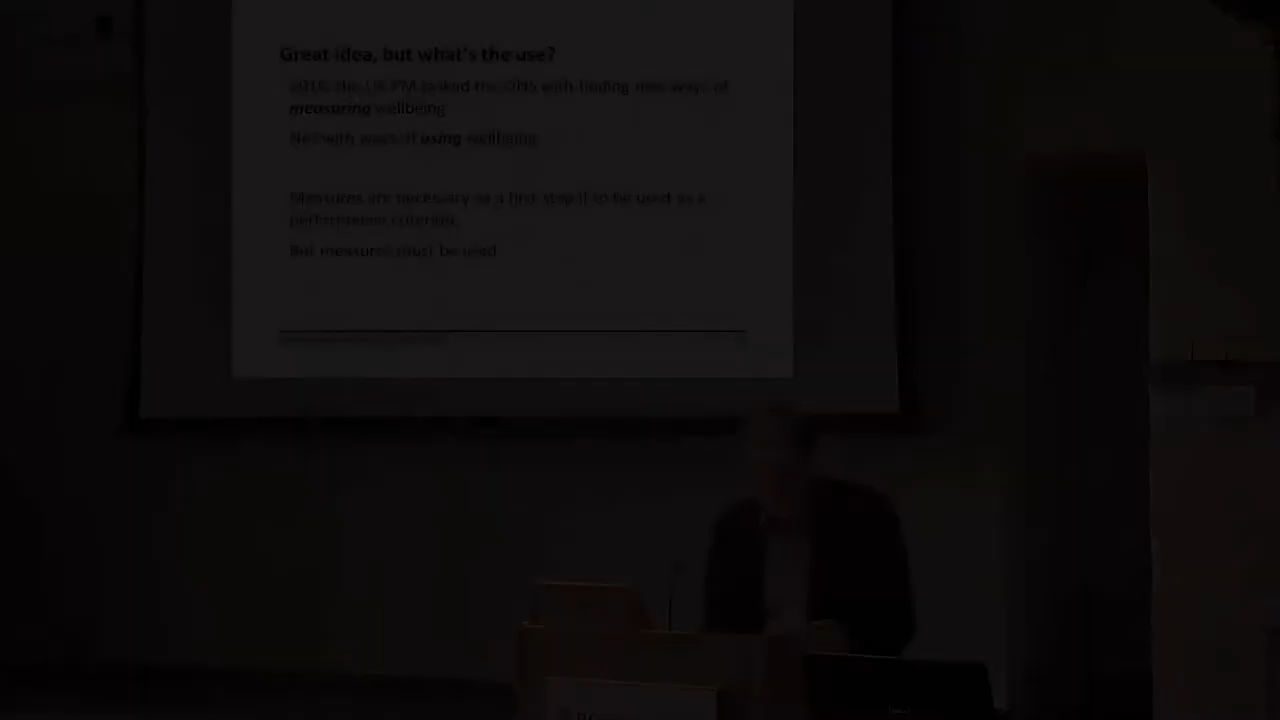 Great idea, but what's the use?
2010, the UK PM tasked the ONS with finding new ways of
measuring wellbeing
Not with ways of using wellbeing
Measures are necessary as a first step if to be used as a
performance criterion.
But measures must be used